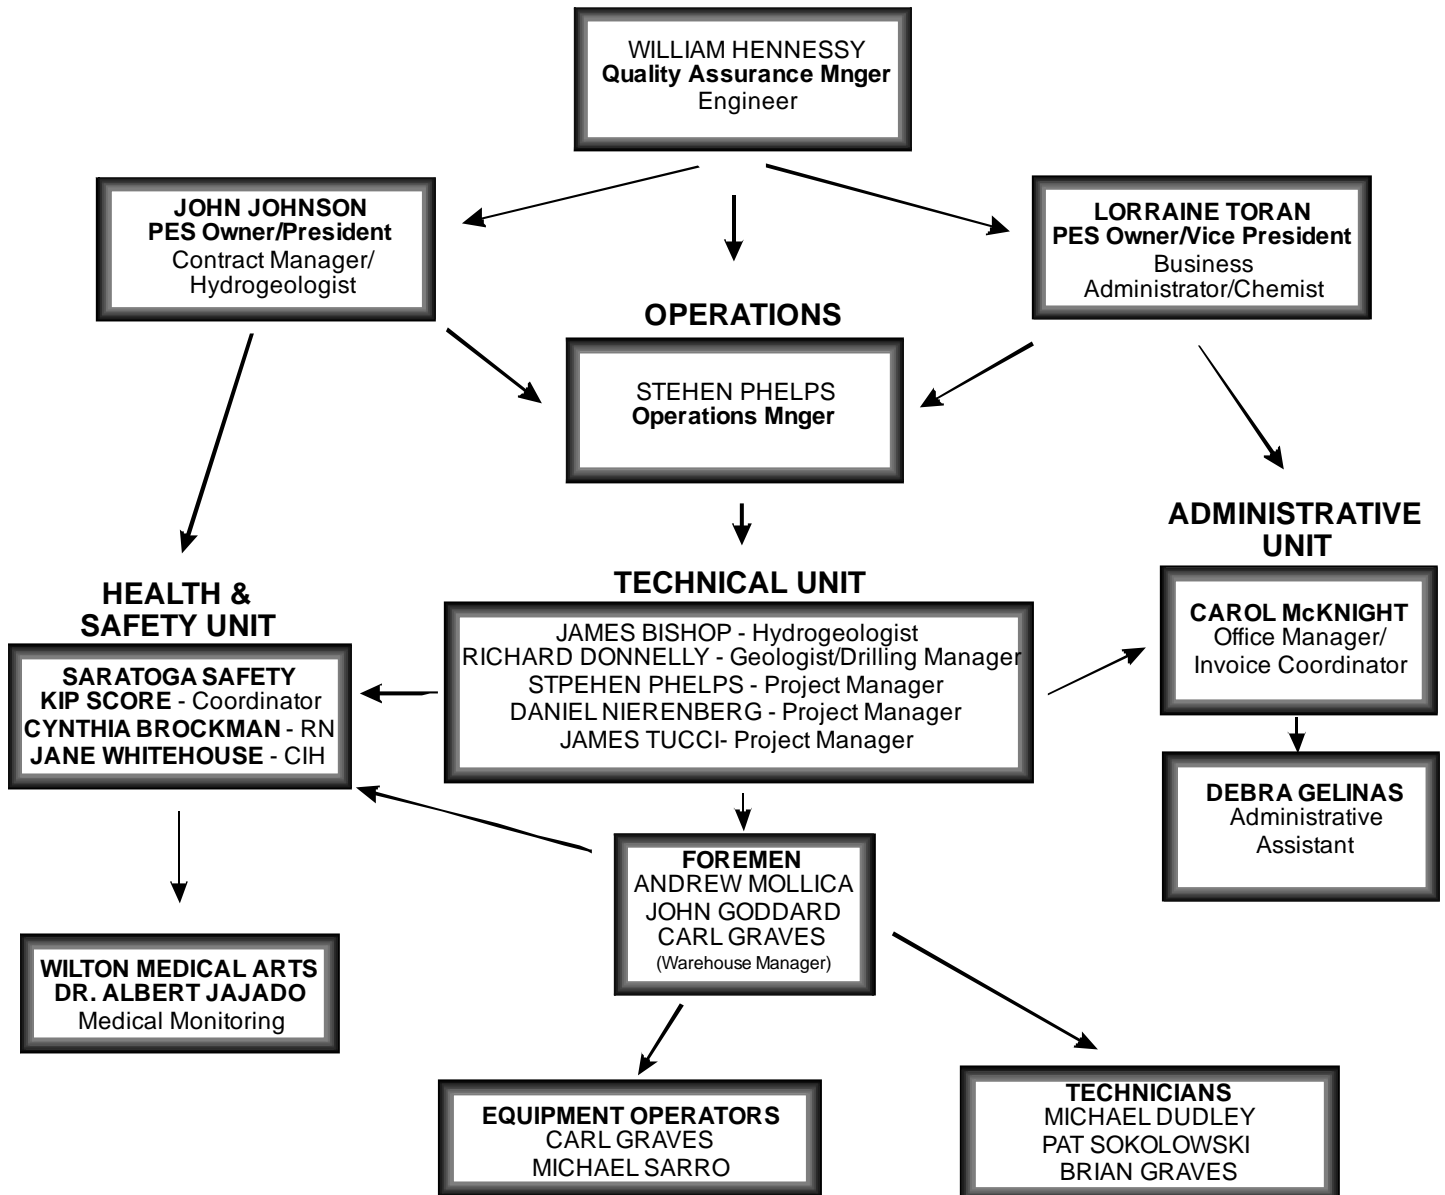 WILLIAM HENNESSY
Quality Assurance Mnger
Engineer
JOHN JOHNSON
PES Owner/President
Contract Manager/
Hydrogeologist
LORRAINE TORAN
PES Owner/Vice President
Business
Administrator/Chemist
OPERATIONS
STEHEN PHELPS
Operations Mnger
HEALTH &
SAFETY UNIT
SARATOGA SAFETY
KIP SCORE - Coordinator
CYNTHIA BROCKMAN - RN
JANE WHITEHOUSE - CIH
TECHNICAL UNIT
JAMES BISHOP - Hydrogeologist
RICHARD DONNELLY - Geologist/Drilling Manager
STPEHEN PHELPS - Project Manager
DANIEL NIERENBERG - Project Manager
JAMES TUCCI- Project Manager
ADMINISTRATIVE
UNIT
CAROL McKNIGHT
Office Manager/
Invoice Coordinator
DEBRA GELINAS
Administrative
Assistant
FOREMEN
ANDREW MOLLICA
JOHN GODDARD
CARL GRAVES
(Warehouse Manager)
WILTON MEDICAL ARTS
DR. ALBERT JAJADO
Medical Monitoring
EQUIPMENT OPERATORS
CARL GRAVES
MICHAEL SARRO
TECHNICIANS
MICHAEL DUDLEY
PAT SOKOLOWSKI
BRIAN GRAVES